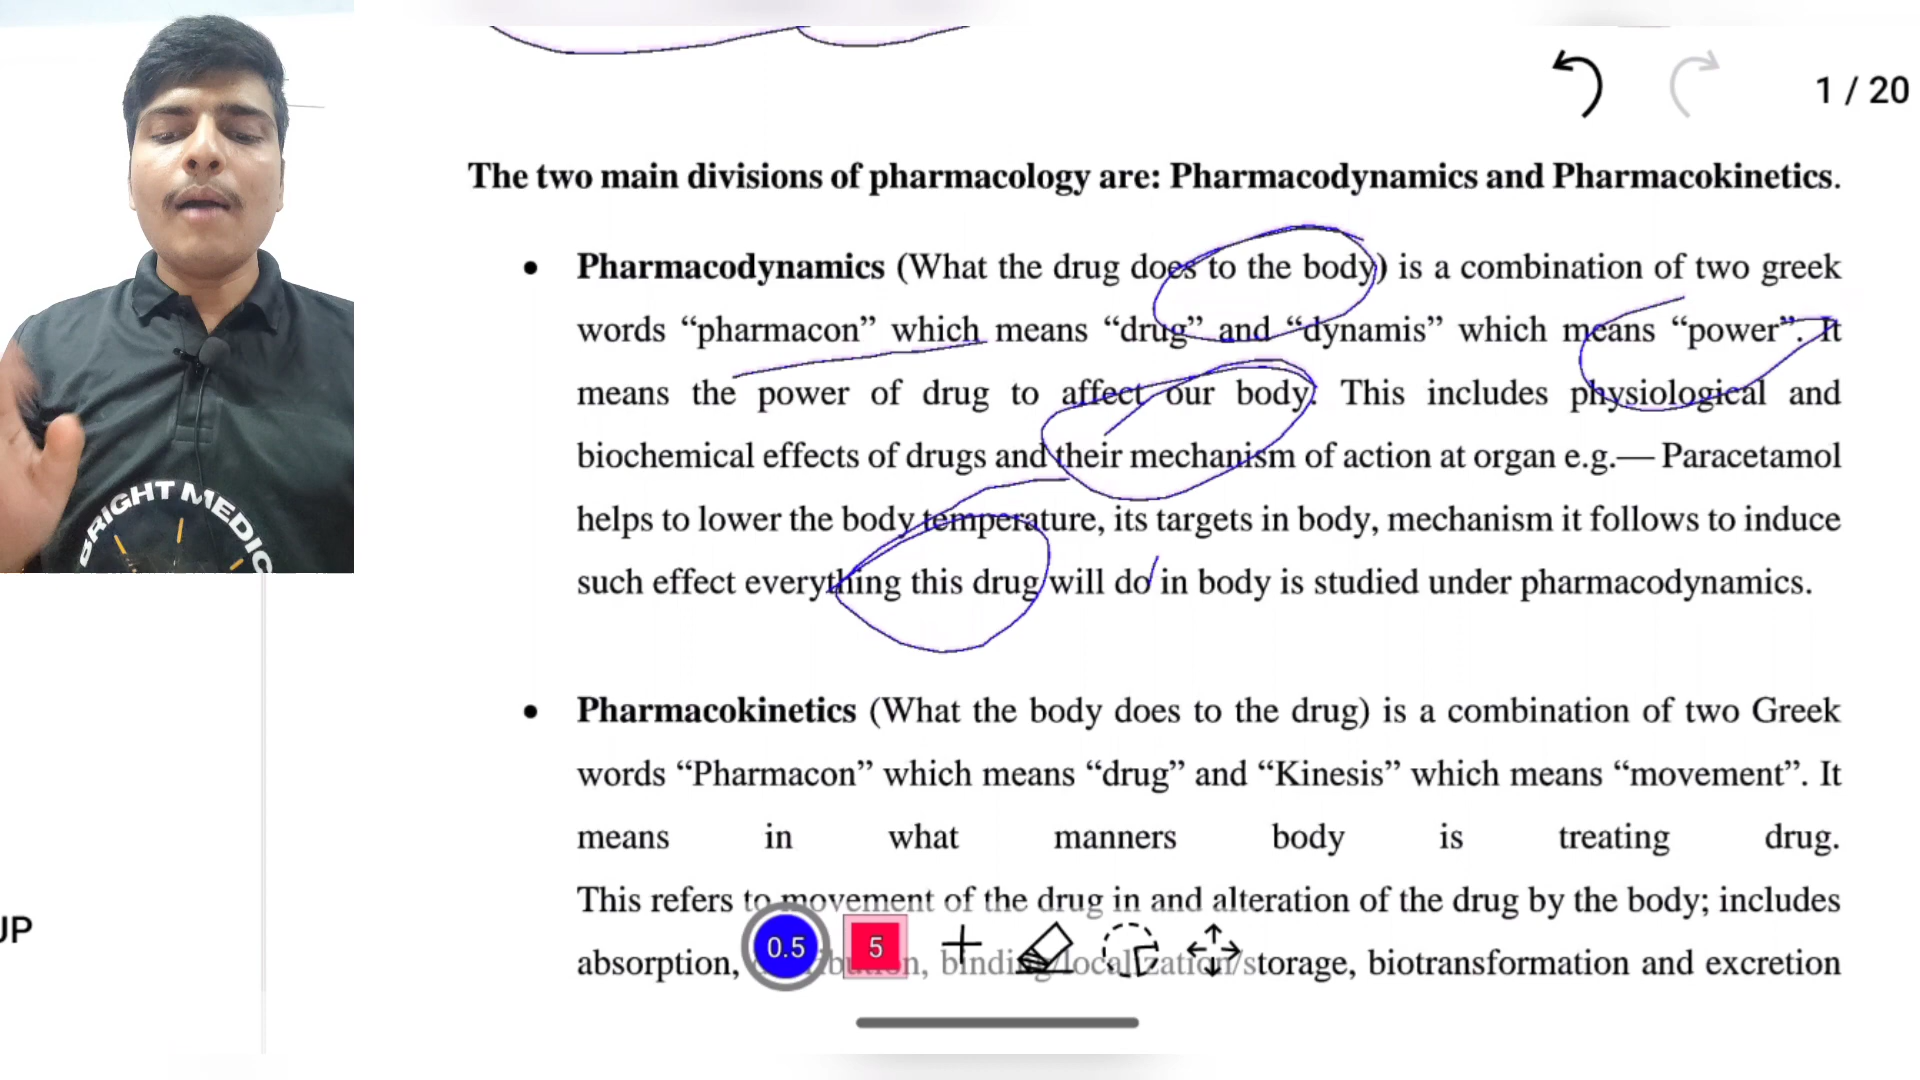 1 / 20
The two main divisions of pharmacology are: Pharmacodynamics and Pharmacokinetics.
• Pharmacodynamics (What the drug does to the body) is a combination of two greek
words “pharmacon” which means “drug” and “dynamis” which means “power”. It
means the power of drug to affect our body. This includes physiological and
biochemical effects of drugs and their mechanism of action at organ e.g.— Paracetamol
helps to lower the body temperature, its targets in body, mechanism it follows to induce
such effect everything this drug will do in body is studied under pharmacodynamics.
• Pharmacokinetics (What the body does to the drug) is a combination of two Greek
words “Pharmacon” which means “drug” and “Kinesis” which means “movement”. It
means in what manners body is treating drug.
This refers to movement of the drug in and alteration of the drug by the body; includes
absorption, binding/localization/storage, biotransformation and excretion
0.5 5
BRIGHT MEDIC
UP